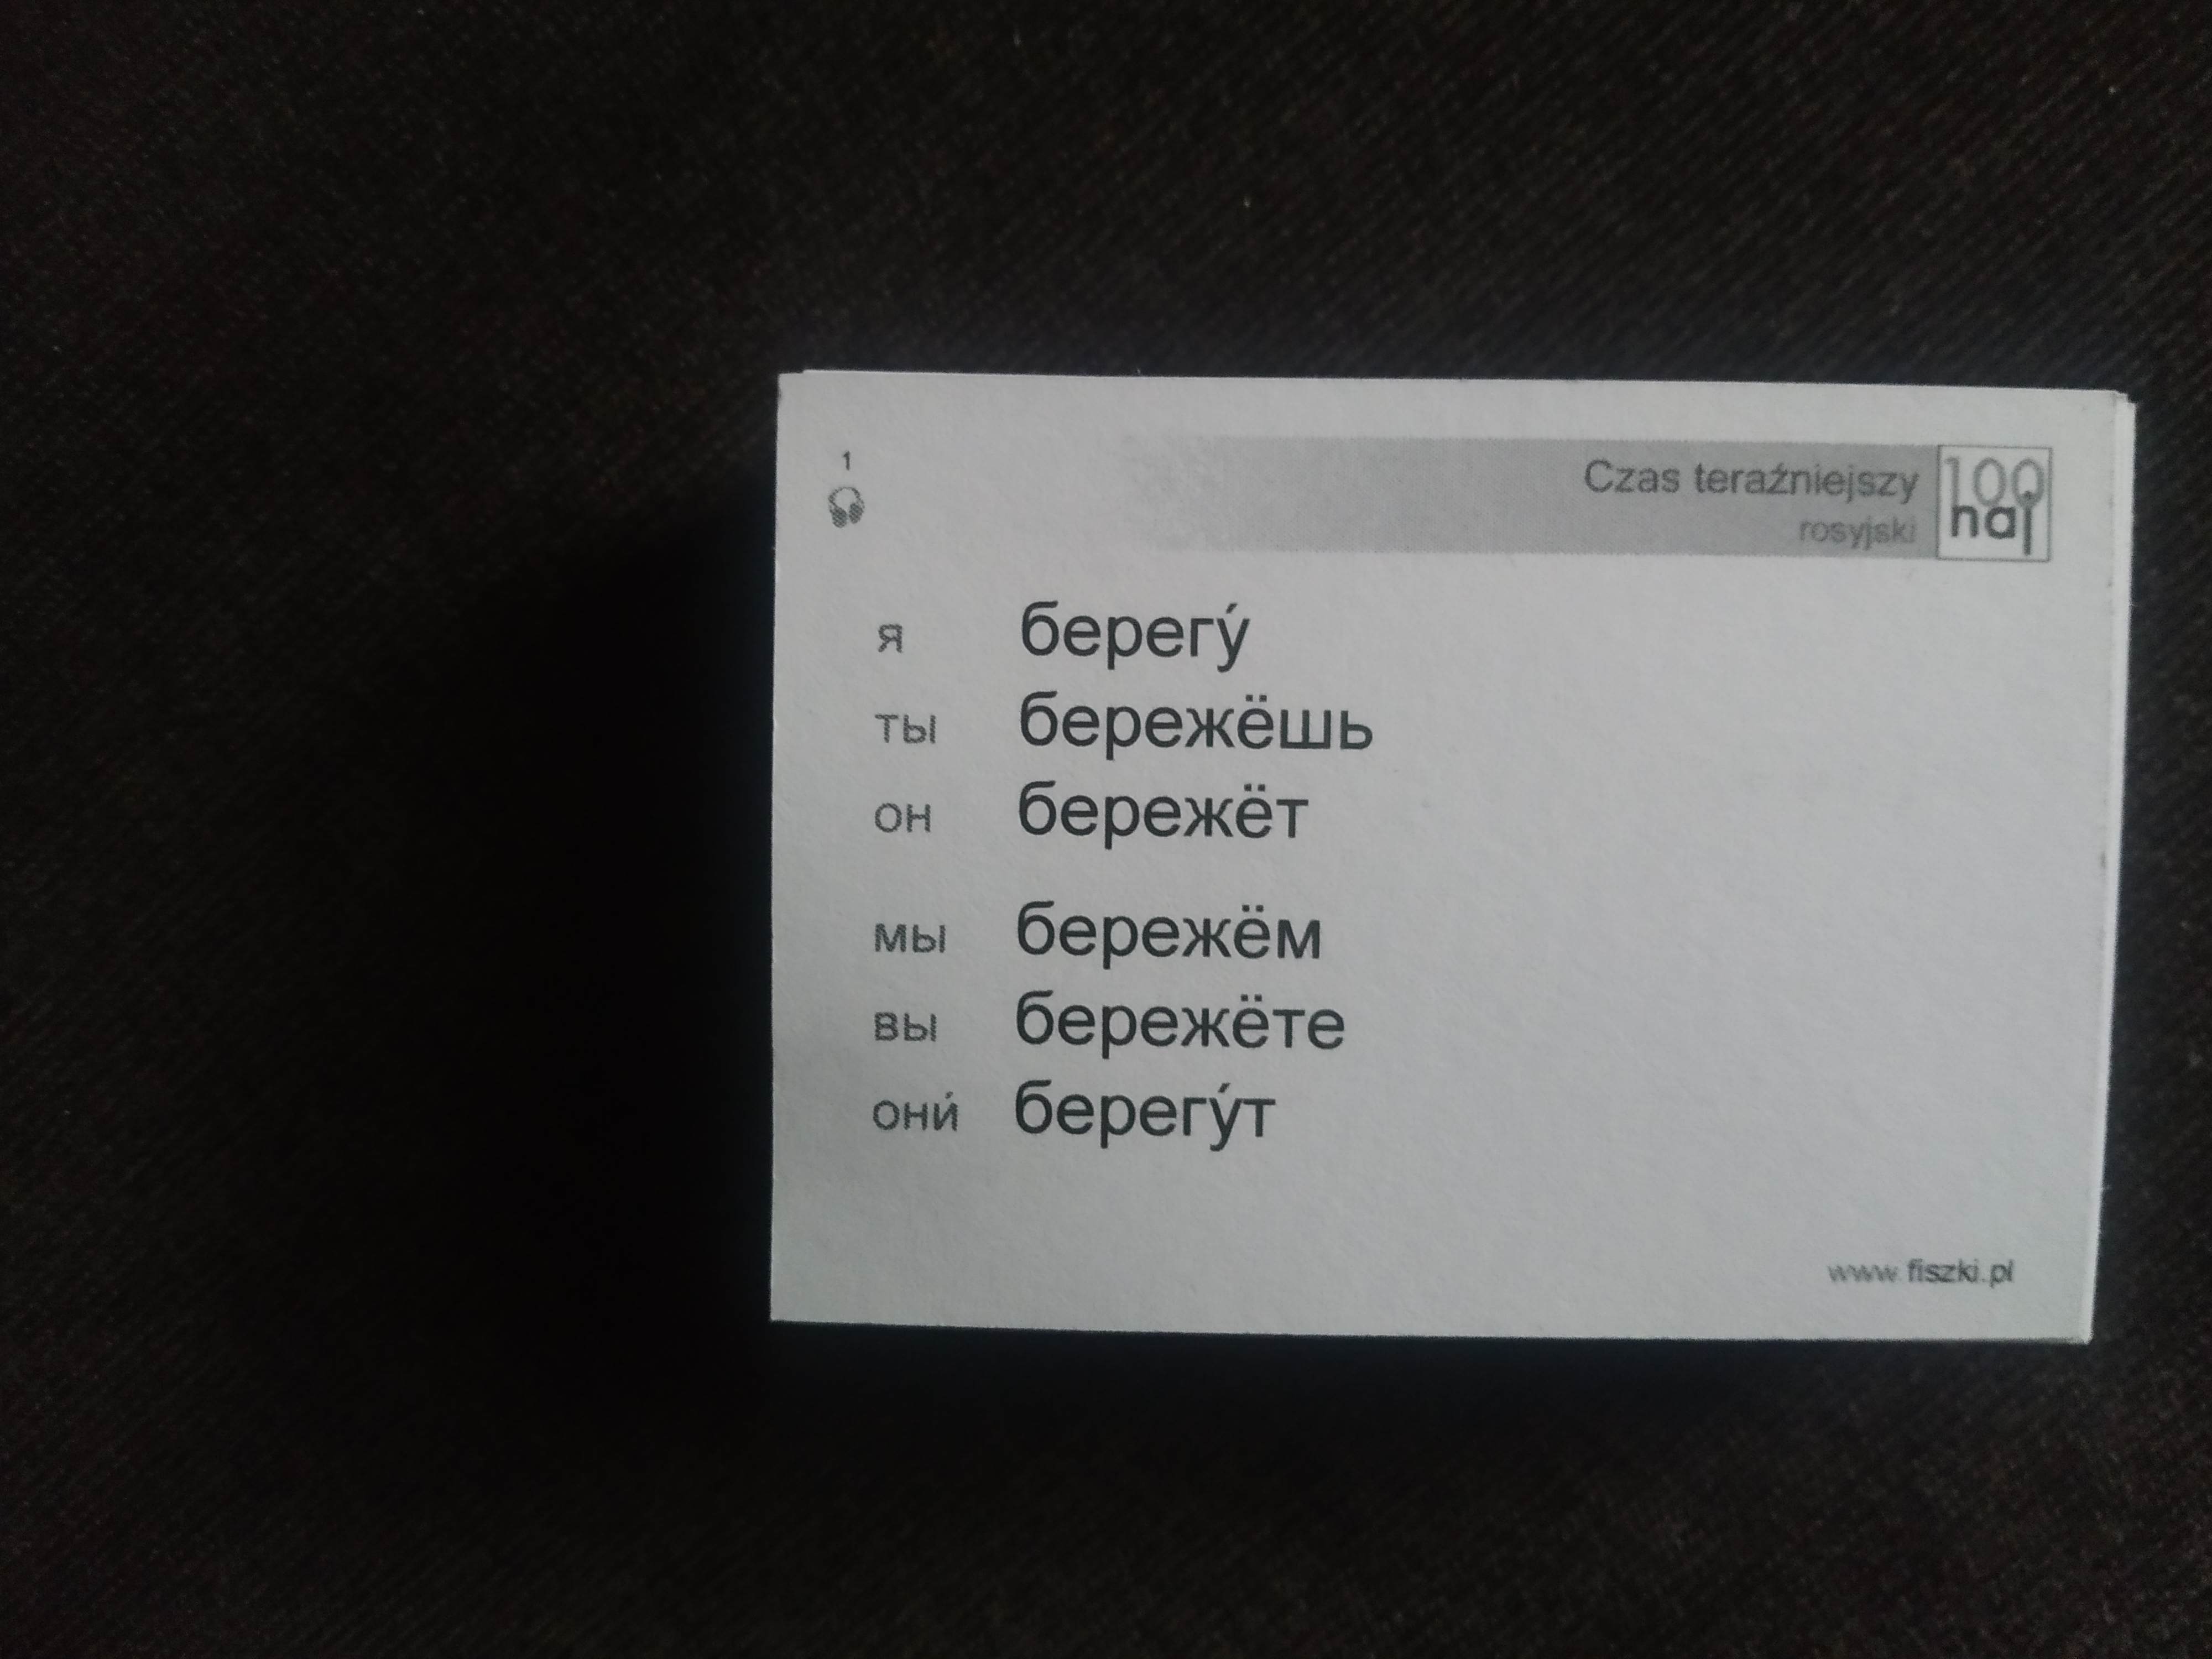 1
Czas teraźniejszy
rosyjski
100
naj
я берегу́
ты бережёшь
он бережёт
мы бережём
вы бережёте
они́ берегу́т
www.fiszki.pl